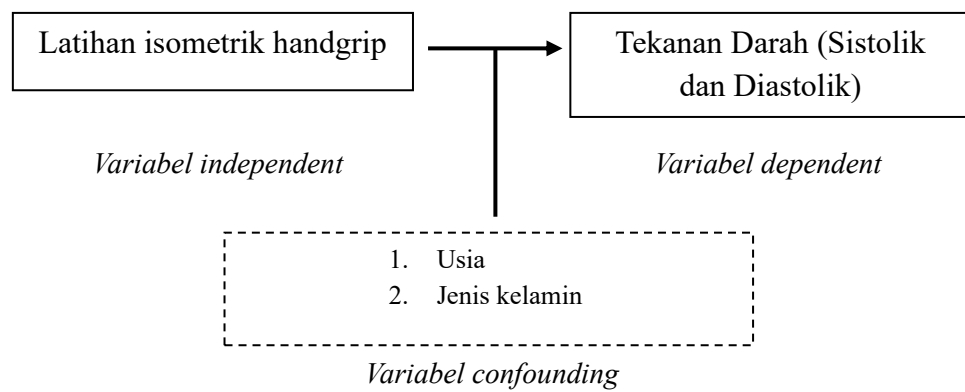 Latihan isometrik handgrip
Tekanan Darah (Sistolik
dan Diastolik)
Variabel independent
Variabel dependent
1. Usia
2. Jenis kelamin
Variabel confounding